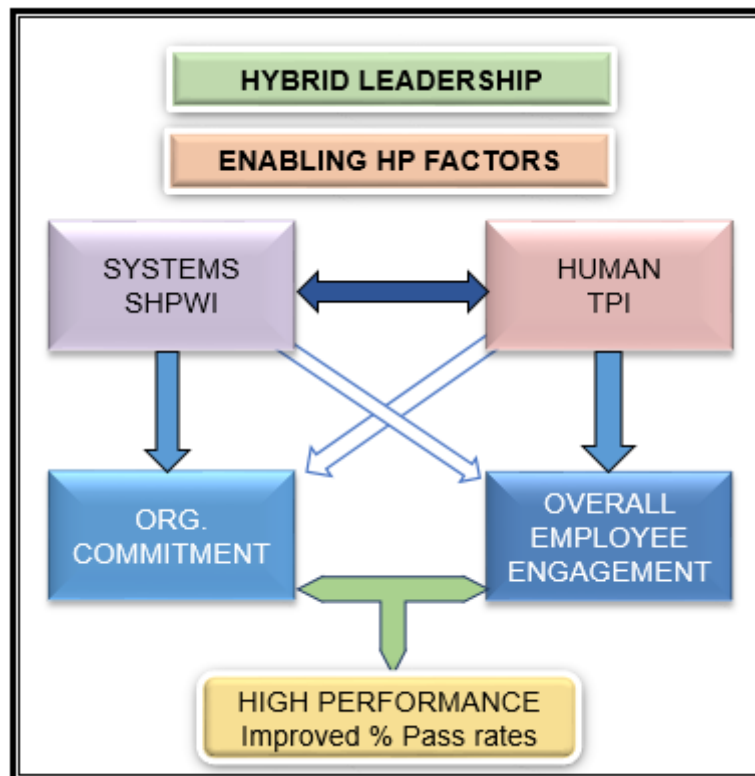 HYBRID LEADERSHIP
ENABLING HP FACTORS
SYSTEMS
SHPWI
HUMAN
TPI
ORG.
COMMITMENT
OVERALL
EMPLOYEE
ENGAGEMENT
HIGH PERFORMANCE
Improved % Pass rates